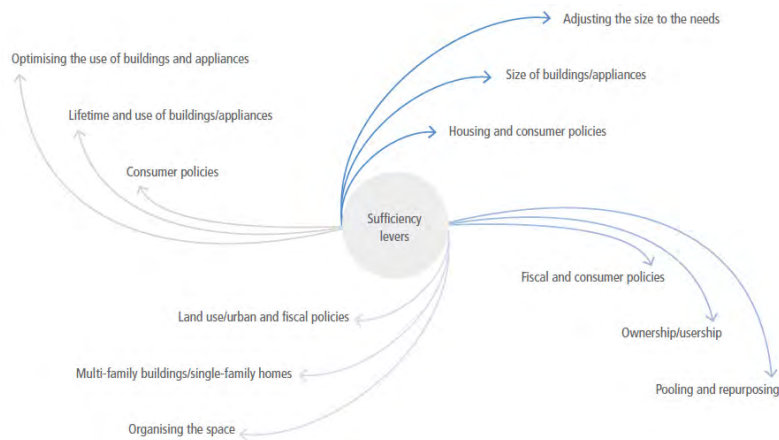 Adjusting the size to the needs
Optimising the use of buildings and appliances
Size of buildings/appliances
Lifetime and use of buildings/appliances
Housing and consumer policies
Consumer policies
Sufficiency
levers
Fiscal and consumer policies
Land use/urban and fiscal policies
Ownership/usership
Multi-family buildings/single-family homes
Pooling and repurposing
Organising the space